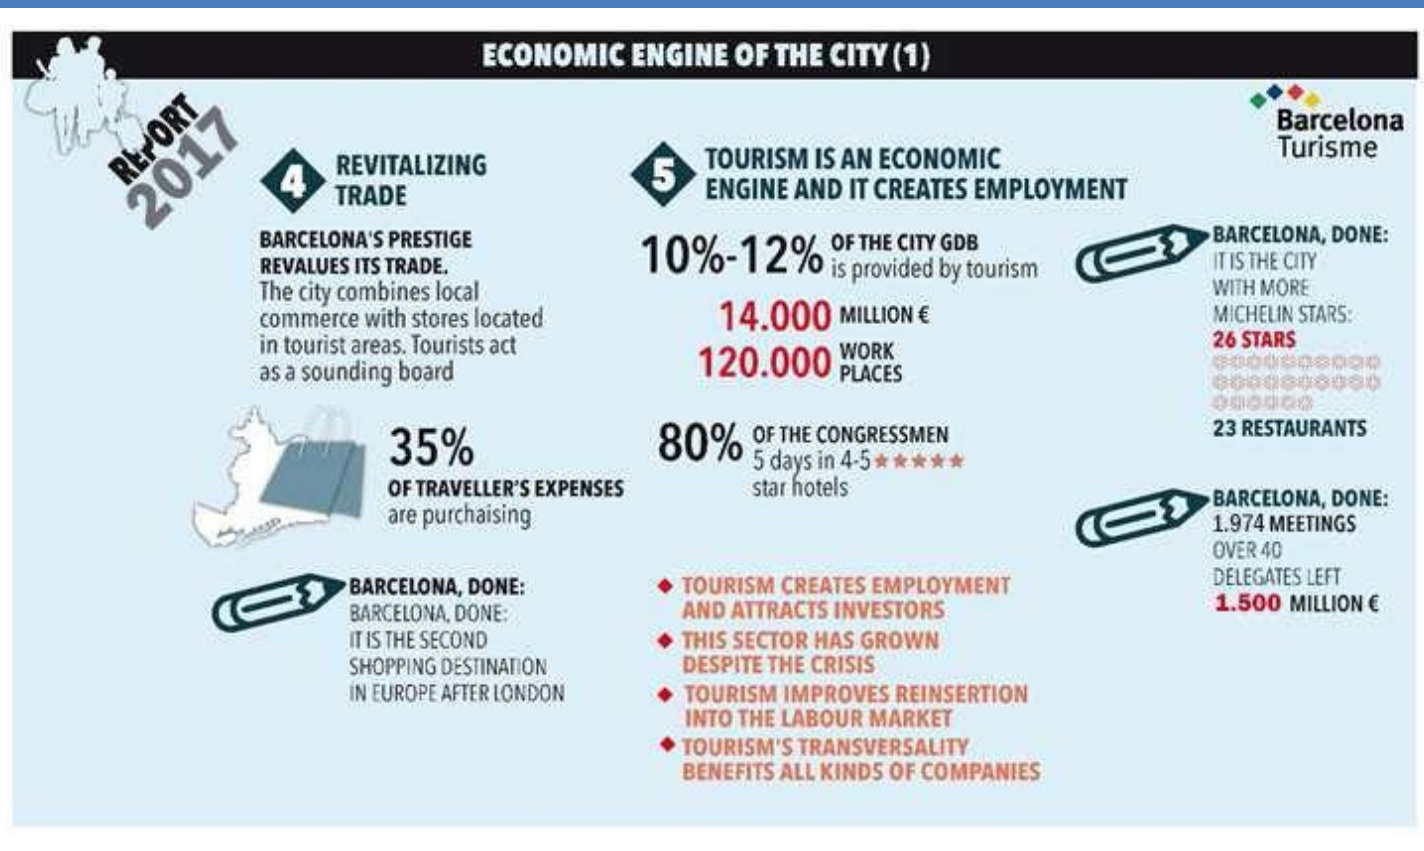 ECONOMIC ENGINE OF THE CITY (1)
REPORT
2017
Barcelona
Turisme
4
REVITALIZING
TRADE
BARCELONA'S PRESTIGE
REVALUES ITS TRADE.
The city combines local
commerce with stores located
in tourist areas. Tourists act
as a sounding board
35%
OF TRAVELLER'S EXPENSES
are purchaising
BARCELONA, DONE:
BARCELONA, DONE:
IT IS THE SECOND
SHOPPING DESTINATION
IN EUROPE AFTER LONDON
5
TOURISM IS AN ECONOMIC
ENGINE AND IT CREATES EMPLOYMENT
10%-12% OF THE CITY GDB
is provided by tourism
14.000 MILLION €
120.000 WORK
PLACES
80% OF THE CONGRESSMEN
5 days in 4-5★★★★★
star hotels
◆ TOURISM CREATES EMPLOYMENT
AND ATTRACTS INVESTORS
◆ THIS SECTOR HAS GROWN
DESPITE THE CRISIS
◆ TOURISM IMPROVES REINSERTION
INTO THE LABOUR MARKET
◆ TOURISM'S TRANSVERSALITY
BENEFITS ALL KINDS OF COMPANIES
BARCELONA, DONE:
IT IS THE CITY
WITH MORE
MICHELIN STARS:
26 STARS
23 RESTAURANTS
BARCELONA, DONE:
1.974 MEETINGS
OVER 40
DELEGATES LEFT
1.500 MILLION €